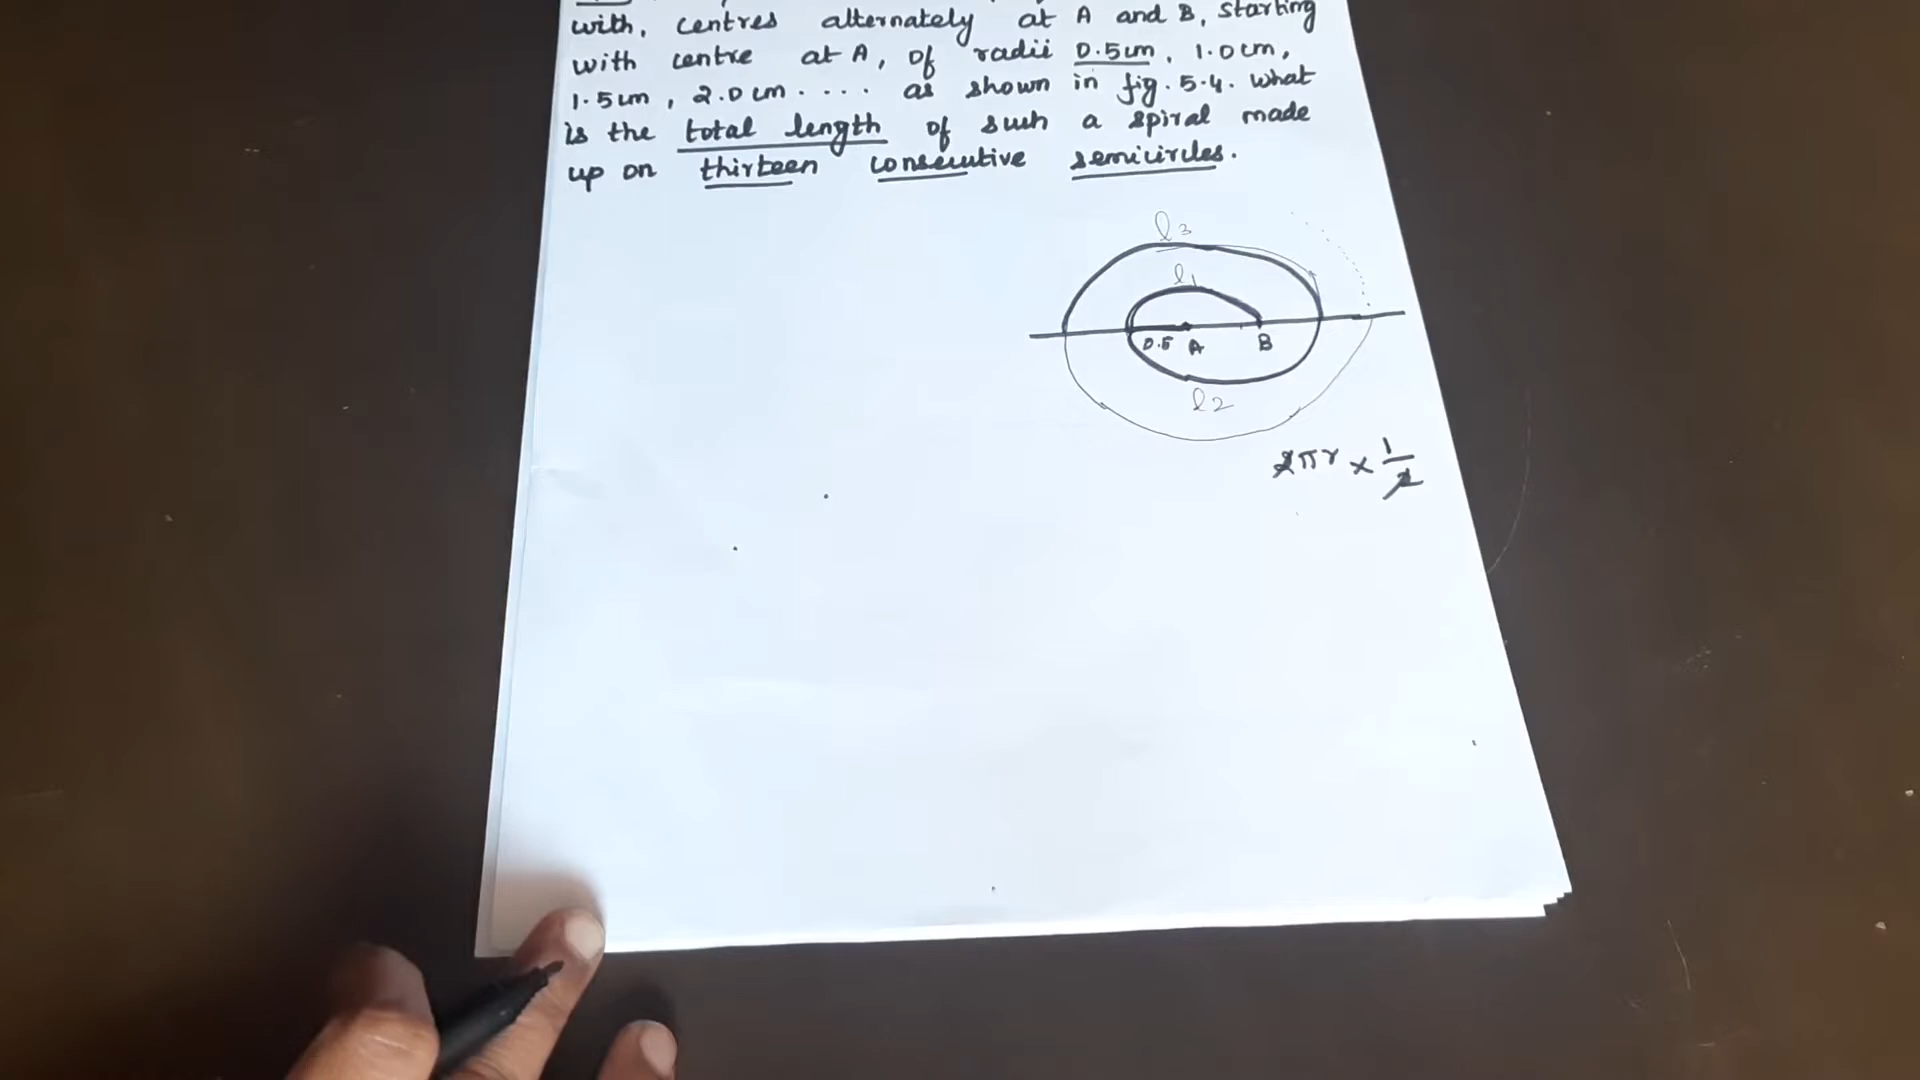 with, centres alternately at A and B, starting
with centre at A, of radii 0.5cm, 1.0cm,
1.5cm, 2.0cm.... as shown in fig. 5.4. what
is the total length of such a spiral made
up on thirteen consecutive semicircles.
l3
l1
0.5 A B
l2
2πr × 1/2